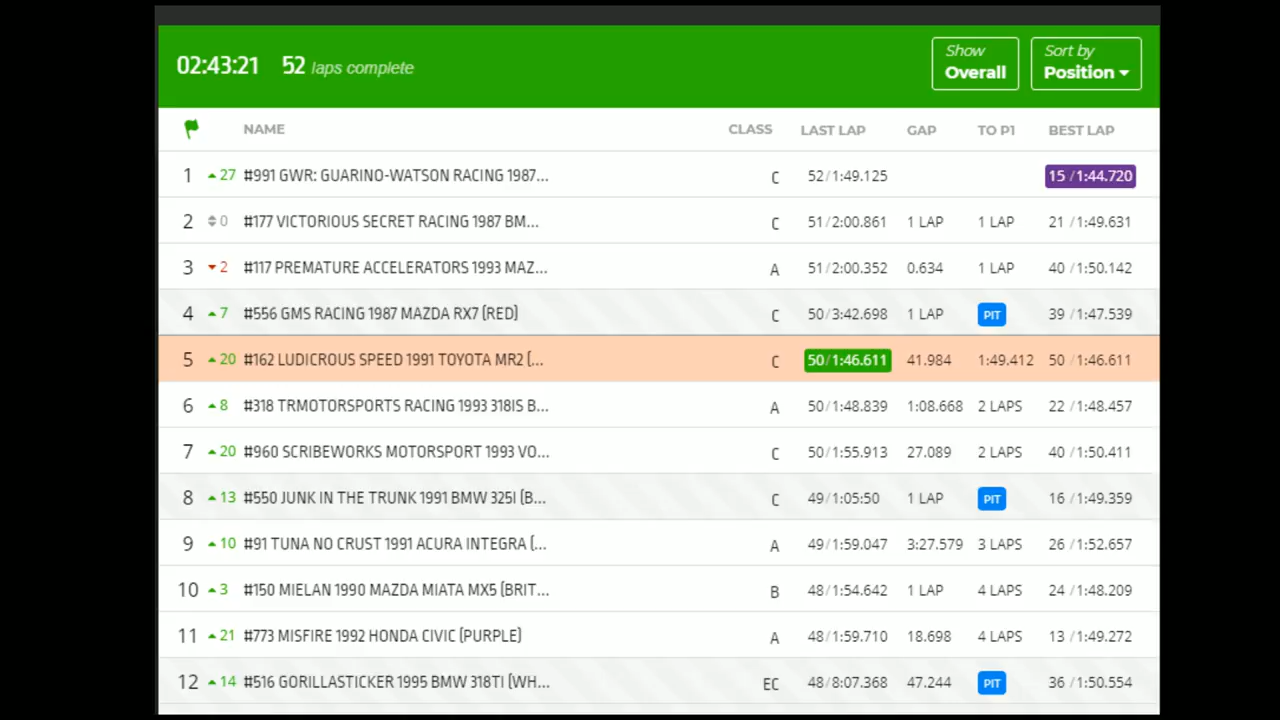 02:43:21 52 laps complete Show Overall Sort by Position
NAME CLASS LAST LAP GAP TO P1 BEST LAP
1 27 #991 GWR: GUARINO-WATSON RACING 1987... C 52/1:49.125 15 /1:44.720
2 0 #177 VICTORIOUS SECRET RACING 1987 BM... C 51/2:00.861 1 LAP 1 LAP 21 /1:49.631
3 2 #117 PREMATURE ACCELERATORS 1993 MAZ... A 51/2:00.352 0.634 1 LAP 40 /1:50.142
4 7 #556 GMS RACING 1987 MAZDA RX7 (RED) C 50/3:42.698 1 LAP PIT 39 /1:47.539
5 20 #162 LUDICROUS SPEED 1991 TOYOTA MR2 (... C 50/1:46.611 41.984 1:49.412 50 /1:46.611
6 8 #318 TRMOTORSPORTS RACING 1993 318IS B... A 50/1:48.839 1:08.668 2 LAPS 22 /1:48.457
7 20 #960 SCRIBEWORKS MOTORSPORT 1993 VO... C 50/1:55.913 27.089 2 LAPS 40 /1:50.411
8 13 #550 JUNK IN THE TRUNK 1991 BMW 325I (B... C 49/1:05:50 1 LAP PIT 16 /1:49.359
9 10 #91 TUNA NO CRUST 1991 ACURA INTEGRA (... A 49/1:59.047 3:27.579 3 LAPS 26 /1:52.657
10 3 #150 MIELAN 1990 MAZDA MIATA MX5 (BRIT... B 48/1:54.642 1 LAP 4 LAPS 24 /1:48.209
11 21 #773 MISFIRE 1992 HONDA CIVIC (PURPLE) A 48/1:59.710 18.698 4 LAPS 13 /1:49.272
12 14 #516 GORILLASTICKER 1995 BMW 318TI (WH... EC 48/8:07.368 47.244 PIT 36 /1:50.554